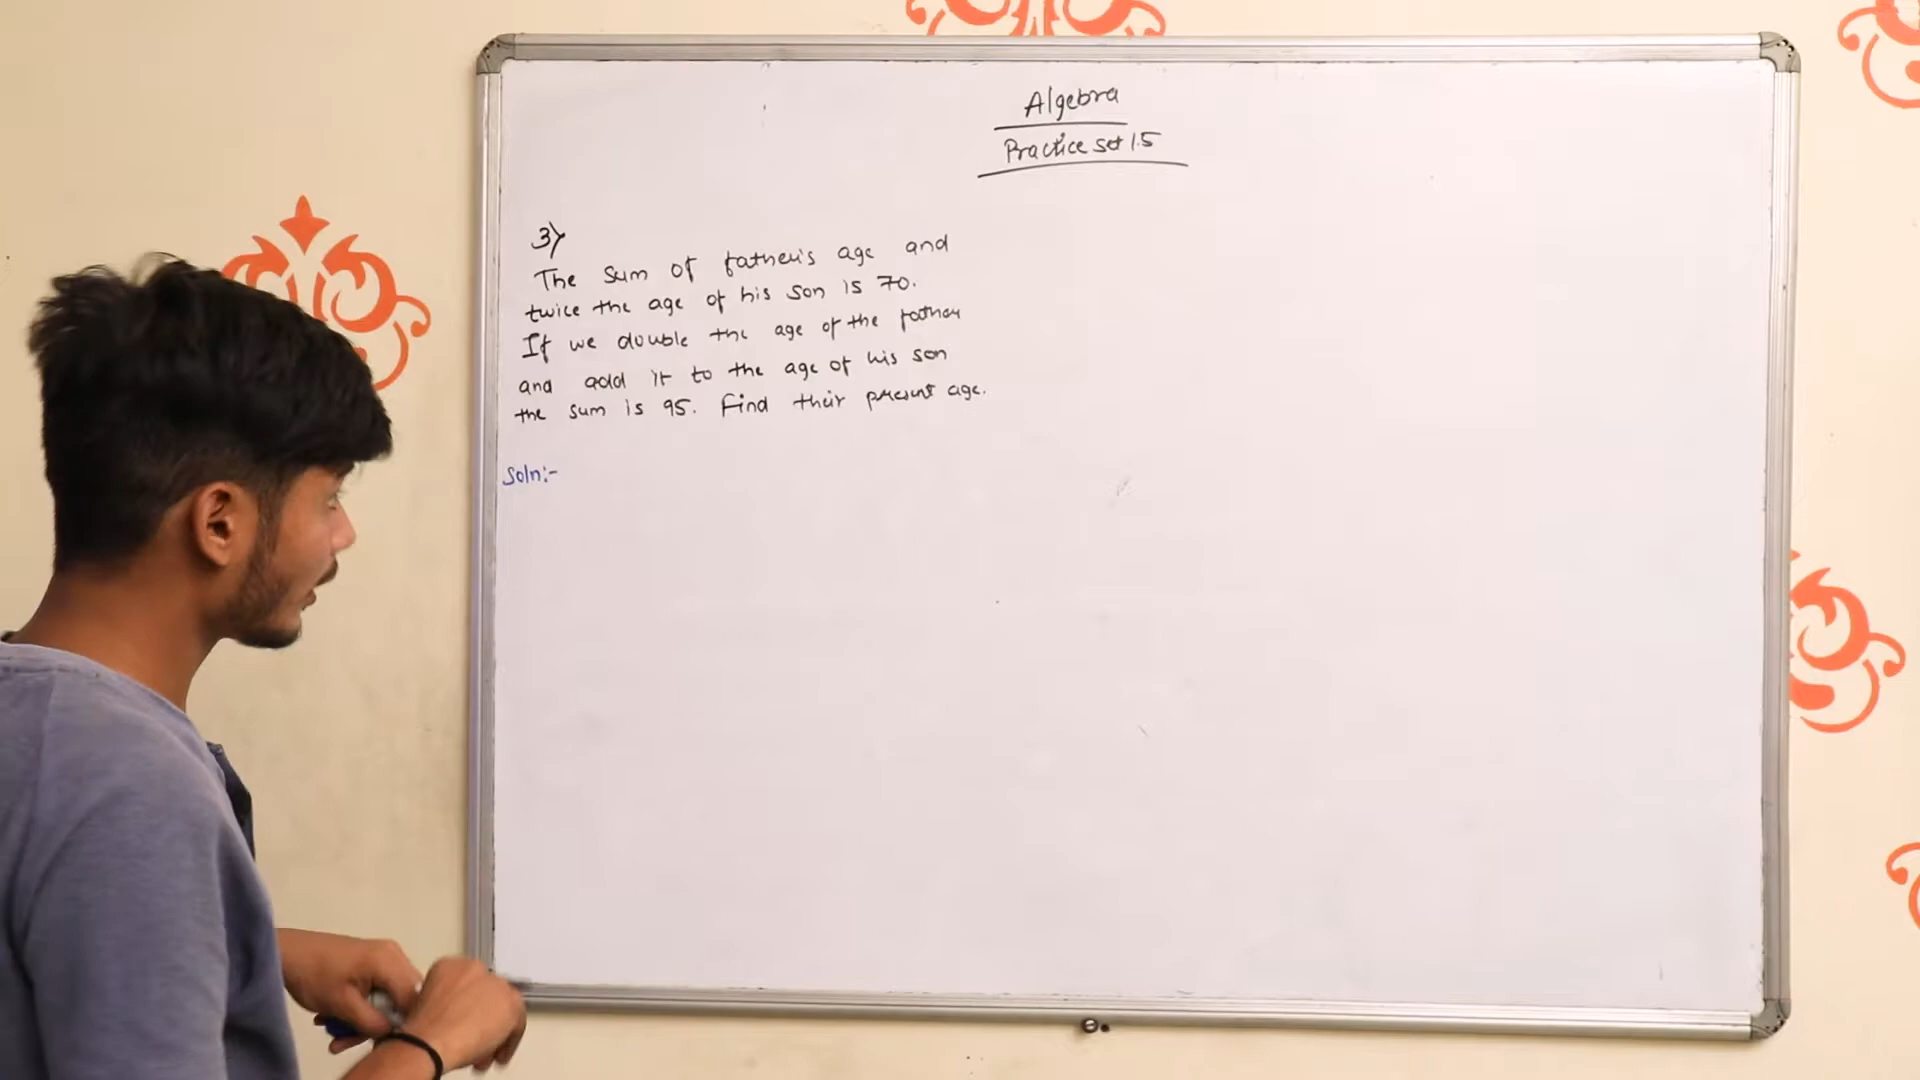 Algebra
Practice set 1.5
3)
The sum of father's age and
twice the age of his son is 70.
If we double the age of the father
and add it to the age of his son
the sum is 95. Find their present age.
Soln:-